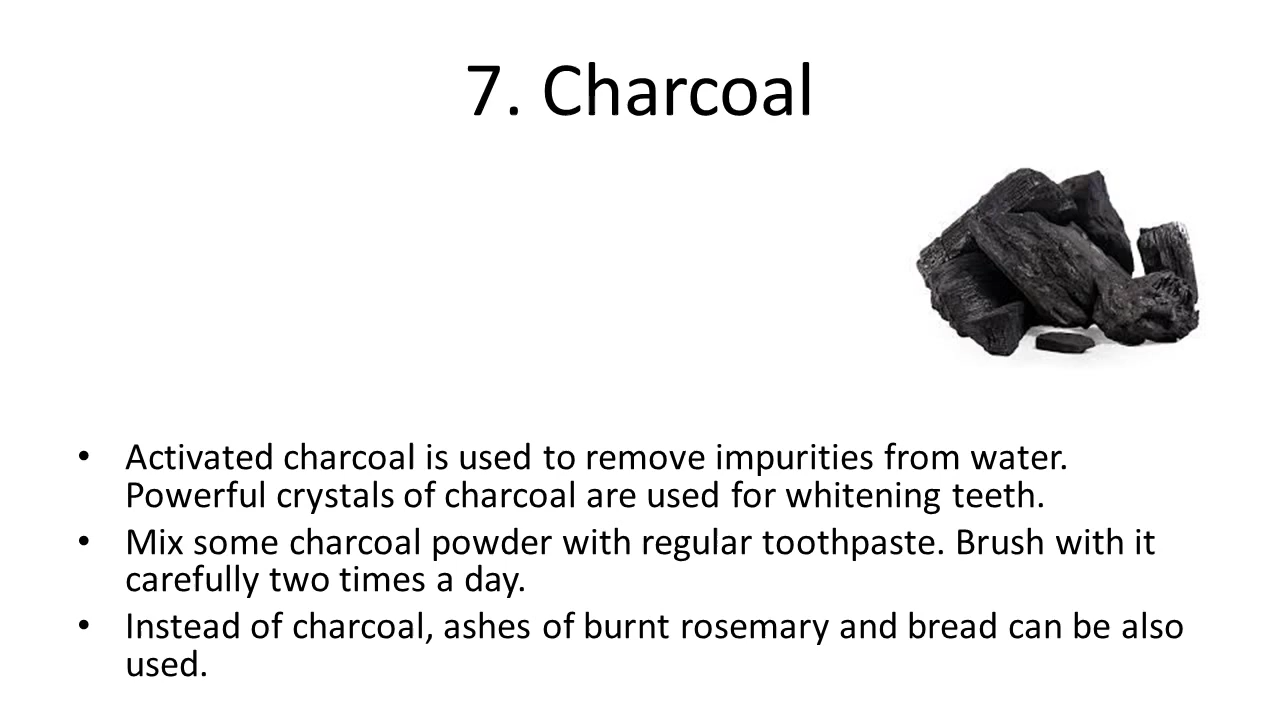 7. Charcoal
• Activated charcoal is used to remove impurities from water.
Powerful crystals of charcoal are used for whitening teeth.
• Mix some charcoal powder with regular toothpaste. Brush with it
carefully two times a day.
• Instead of charcoal, ashes of burnt rosemary and bread can be also
used.